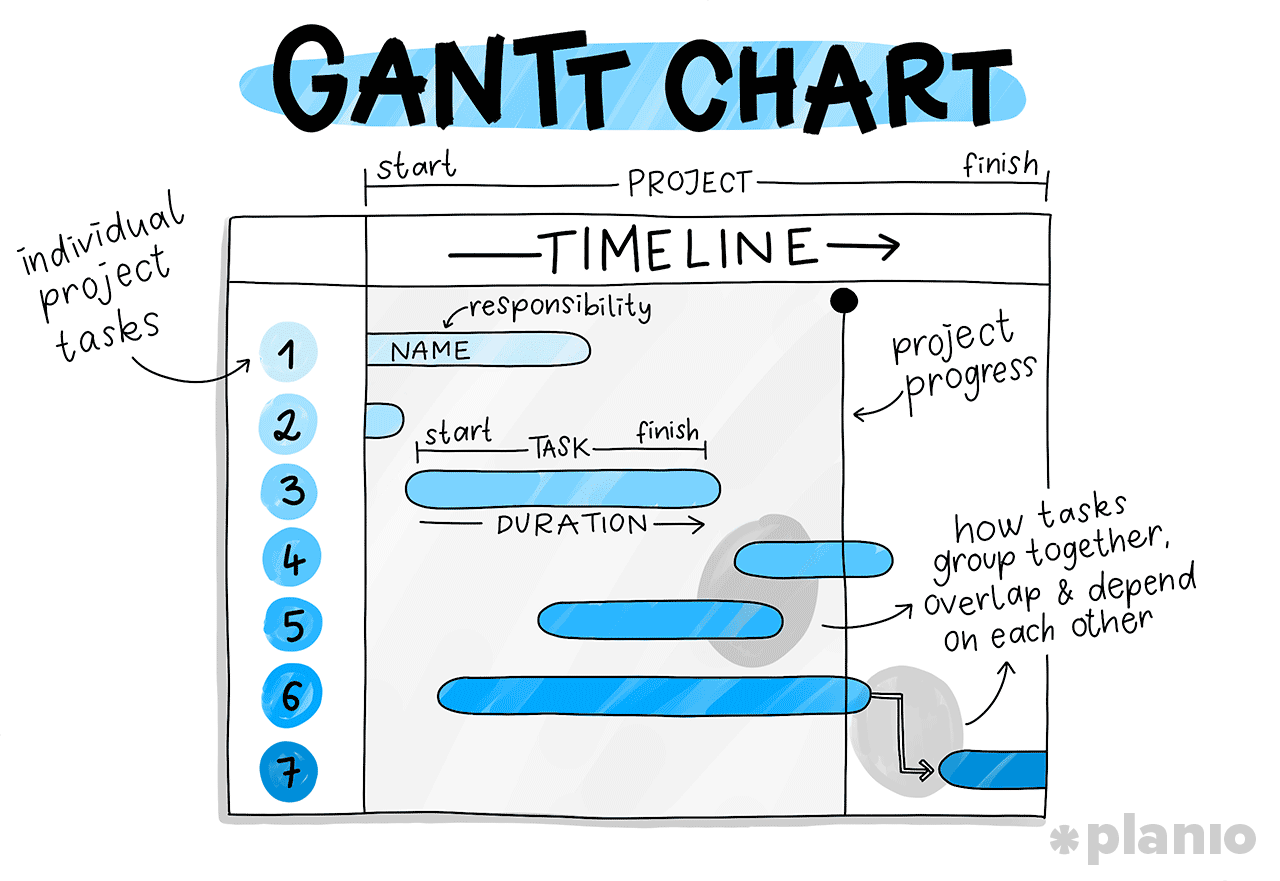 GANTT CHART
start
finish
PROJECT
individual
project
tasks
TIMELINE
responsibility
1
NAME
project
progress
2
start
finish
TASK
3
DURATION
4
how tasks
group together,
overlap & depend
on each other
5
6
7
*planio